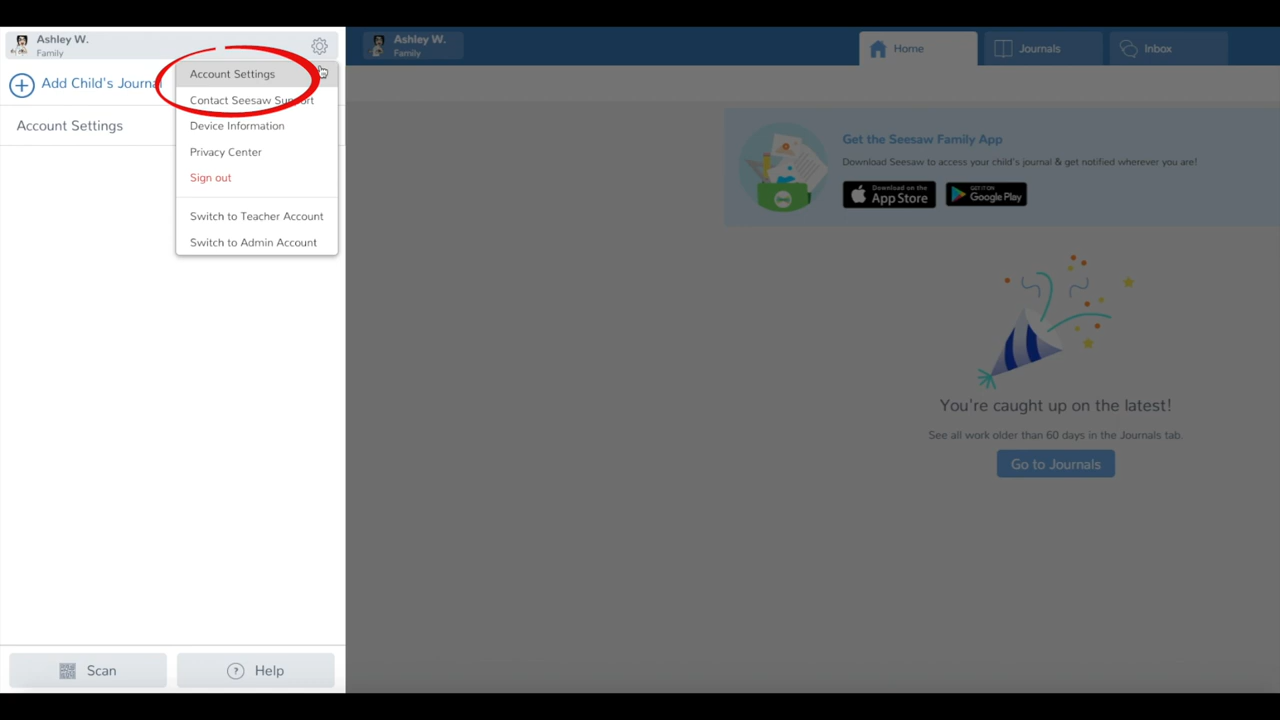 Ashley W.
Family
Add Child's Journal
Account Settings
Account Settings
Contact Seesaw Support
Device Information
Privacy Center
Sign out
Switch to Teacher Account
Switch to Admin Account
Scan
? Help
Ashley W.
Family
Home
Journals
Inbox
Get the Seesaw Family App
Download Seesaw to access your child's journal & get notified wherever you are!
Download on the
App Store
GET IT ON
Google Play
You're caught up on the latest!
See all work older than 60 days in the Journals tab.
Go to Journals